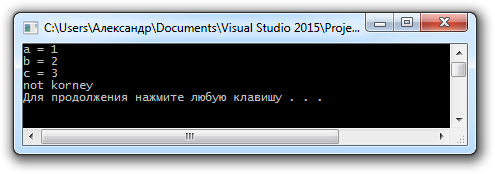 C:\Users\Александр\Documents\Visual Studio 2015\Proje...
a = 1
b = 2
c = 3
not korney
Для продолжения нажмите любую клавишу . . .